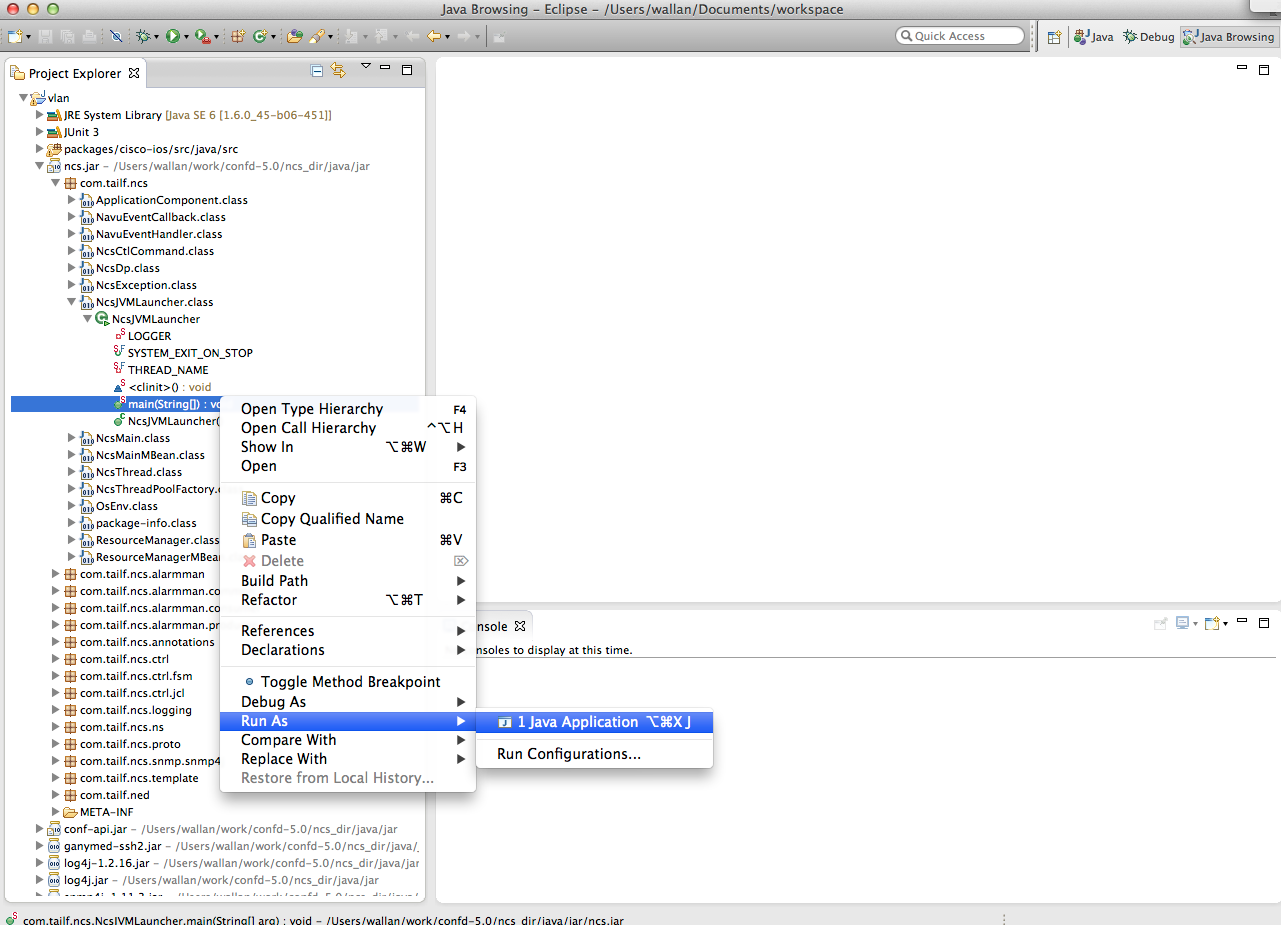 Java Browsing – Eclipse – /Users/wallan/Documents/workspace
Quick Access
Java
Debug
Java Browsing
Project Explorer
vlan
JRE System Library [Java SE 6 [1.6.0_45-b06-451]]
JUnit 3
packages/cisco-ios/src/java/src
ncs.jar – /Users/wallan/work/confd-5.0/ncs_dir/java/jar
com.tailf.ncs
ApplicationComponent.class
NavuEventCallback.class
NavuEventHandler.class
NcsCtlCommand.class
NcsDp.class
NcsException.class
NcsJVMLauncher.class
NcsJVMLauncher
LOGGER
SYSTEM_EXIT_ON_STOP
THREAD_NAME
<clinit>() : void
main(String[]) : vo
NcsJVMLauncher(
NcsMain.class
NcsMainMBean.class
NcsThread.class
NcsThreadPoolFactory.c
OsEnv.class
package-info.class
ResourceManager.class
ResourceManagerMBea
com.tailf.ncs.alarmman
com.tailf.ncs.alarmman.co
com.tailf.ncs.alarmman.co
com.tailf.ncs.alarmman.pr
com.tailf.ncs.annotations
com.tailf.ncs.ctrl
com.tailf.ncs.ctrl.fsm
com.tailf.ncs.ctrl.jcl
com.tailf.ncs.logging
com.tailf.ncs.ns
com.tailf.ncs.proto
com.tailf.ncs.snmp.snmp4
com.tailf.ncs.template
com.tailf.ned
META-INF
conf-api.jar – /Users/wallan/work/confd-5.0/ncs_dir/java/jar
ganymed-ssh2.jar – /Users/wallan/work/confd-5.0/ncs_dir/java/
log4j-1.2.16.jar – /Users/wallan/work/confd-5.0/ncs_dir/java/jar
log4j.jar – /Users/wallan/work/confd-5.0/ncs_dir/java/jar
Open Type Hierarchy F4
Open Call Hierarchy ^⌥H
Show In ⌥⌘W
Open F3
Copy ⌘C
Copy Qualified Name
Paste ⌘V
Delete ⌦
Build Path
Refactor ⌥⌘T
References
Declarations
Toggle Method Breakpoint
Debug As
Run As
Compare With
Replace With
Restore from Local History...
1 Java Application ⌥⌘X J
Run Configurations...
nsole
nsoles to display at this time.
com.tailf.ncs.NcsJVMLauncher.main(String[] arg) : void – /Users/wallan/work/confd-5.0/ncs_dir/java/jar/ncs.jar